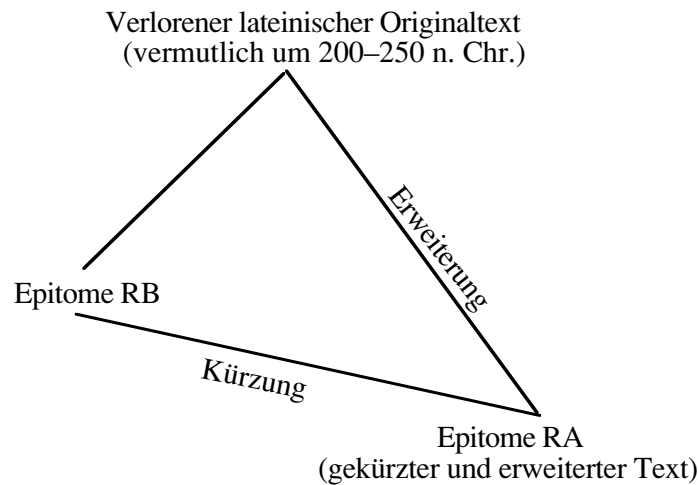 Verlorener lateinischer Originaltext
(vermutlich um 200–250 n. Chr.)
Erweiterung
Epitome RB
Kürzung
Epitome RA
(gekürzter und erweiterter Text)